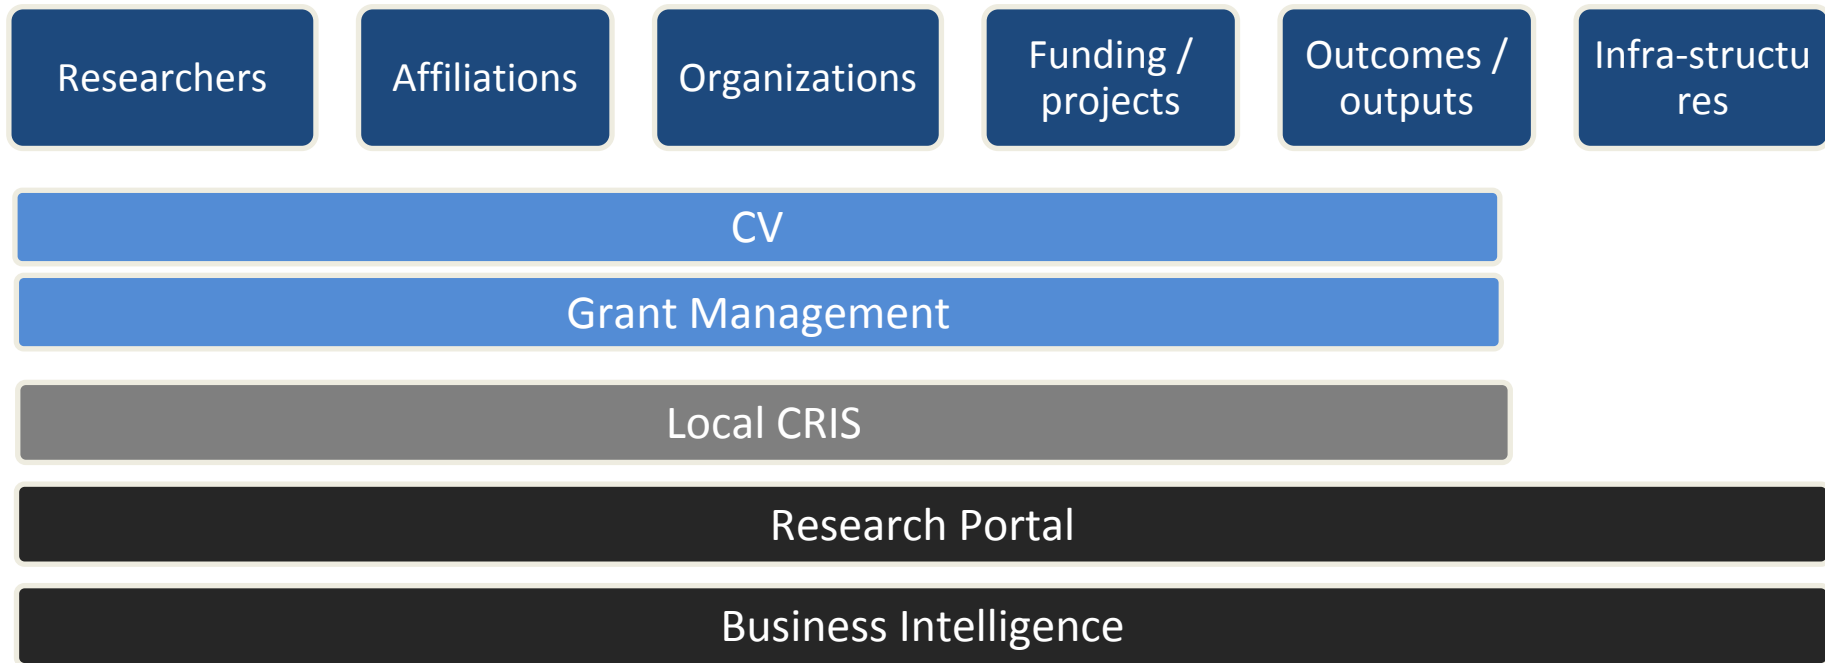 Researchers
Affiliations
Organizations
Funding /
projects
Outcomes /
outputs
Infra-structu
res
CV
Grant Management
Local CRIS
Research Portal
Business Intelligence